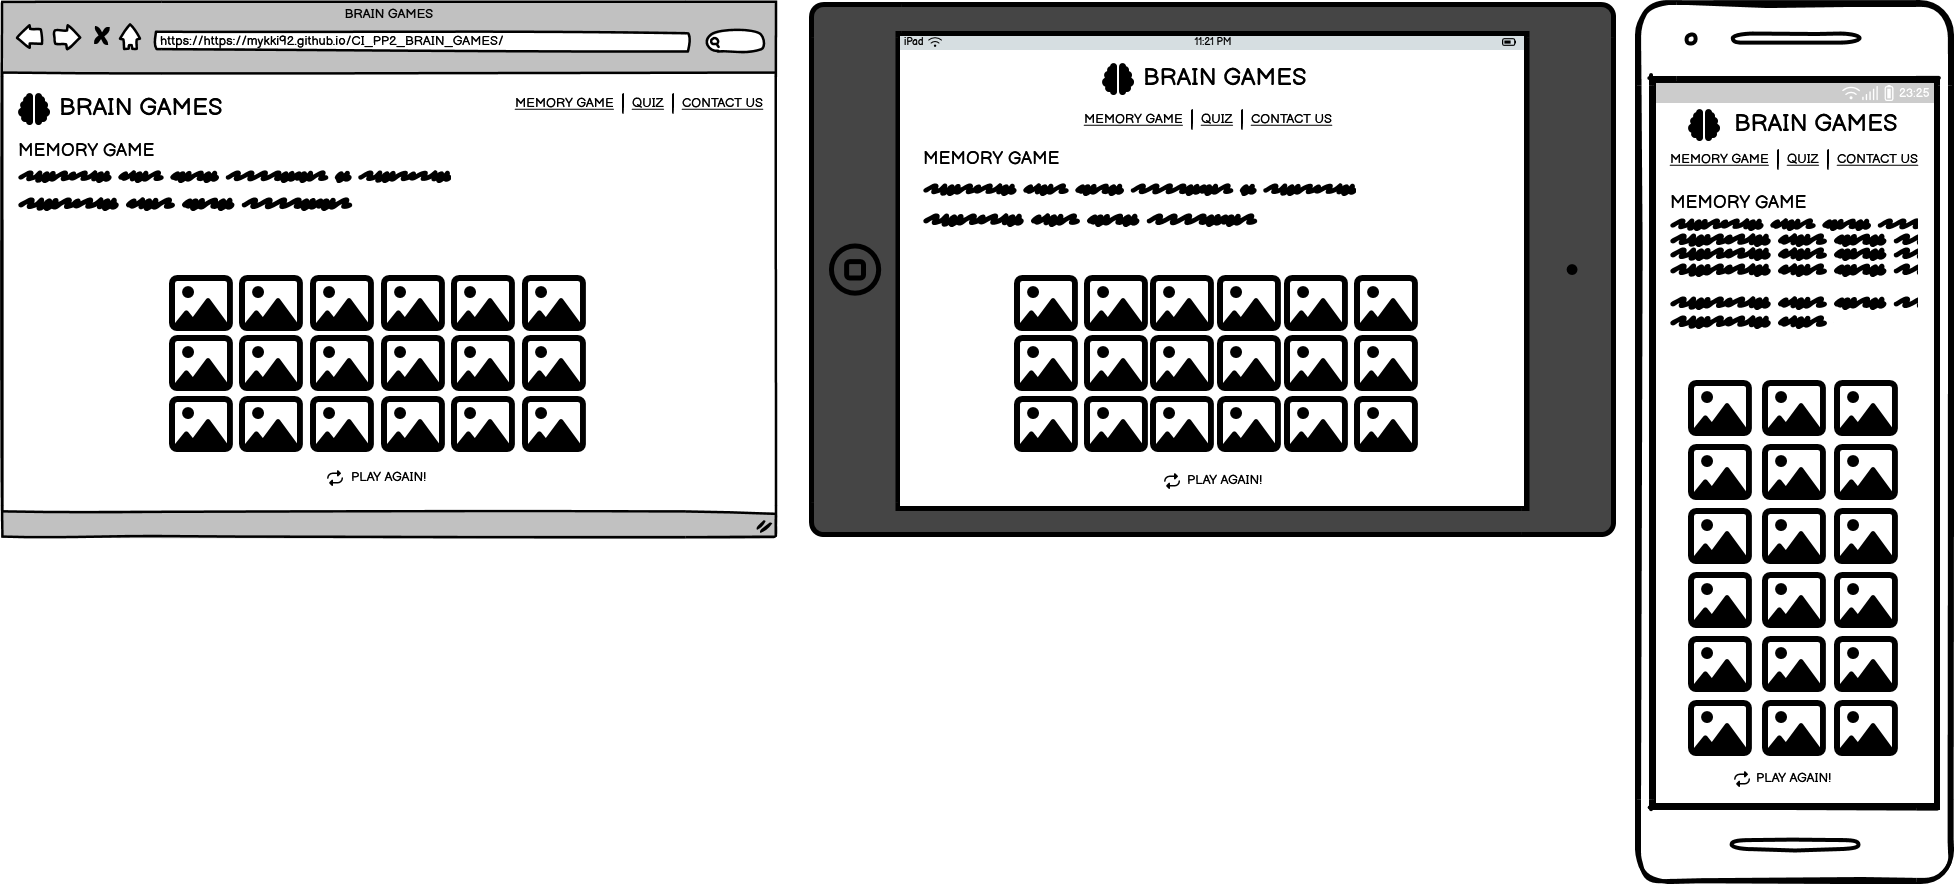 BRAIN GAMES
https://https://mykki92.github.io/CI_PP2_BRAIN_GAMES/
BRAIN GAMES
MEMORY GAME QUIZ CONTACT US
MEMORY GAME
PLAY AGAIN!
iPad 11:21 PM
BRAIN GAMES
MEMORY GAME QUIZ CONTACT US
MEMORY GAME
PLAY AGAIN!
23:25
BRAIN GAMES
MEMORY GAME QUIZ CONTACT US
MEMORY GAME
PLAY AGAIN!